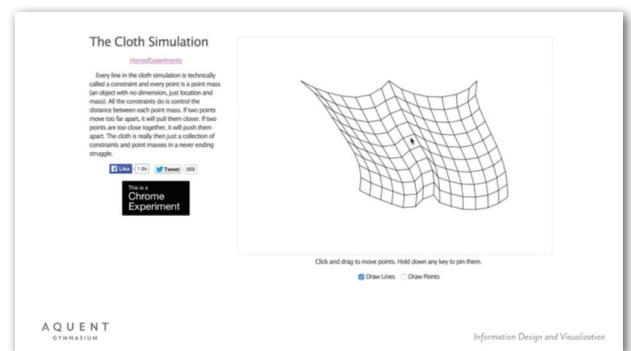 The Cloth Simulation
Home/Experiments
Every line in the cloth simulation is technically
called a constraint and every point is a point mass
(an object with no dimension, just location and
mass). All the constraints do is control the
distance between each point mass. If two points
move too far apart, it will pull them closer. If two
points are too close together, it will push them
apart. The cloth is really then just a collection of
constraints and point masses in a never ending
struggle.
Like 1.8k Tweet 589
This is a
Chrome
Experiment
Click and drag to move points. Hold down any key to pin them.
Draw Lines Draw Points
AQUENT
GYMNASIUM
Information Design and Visualization